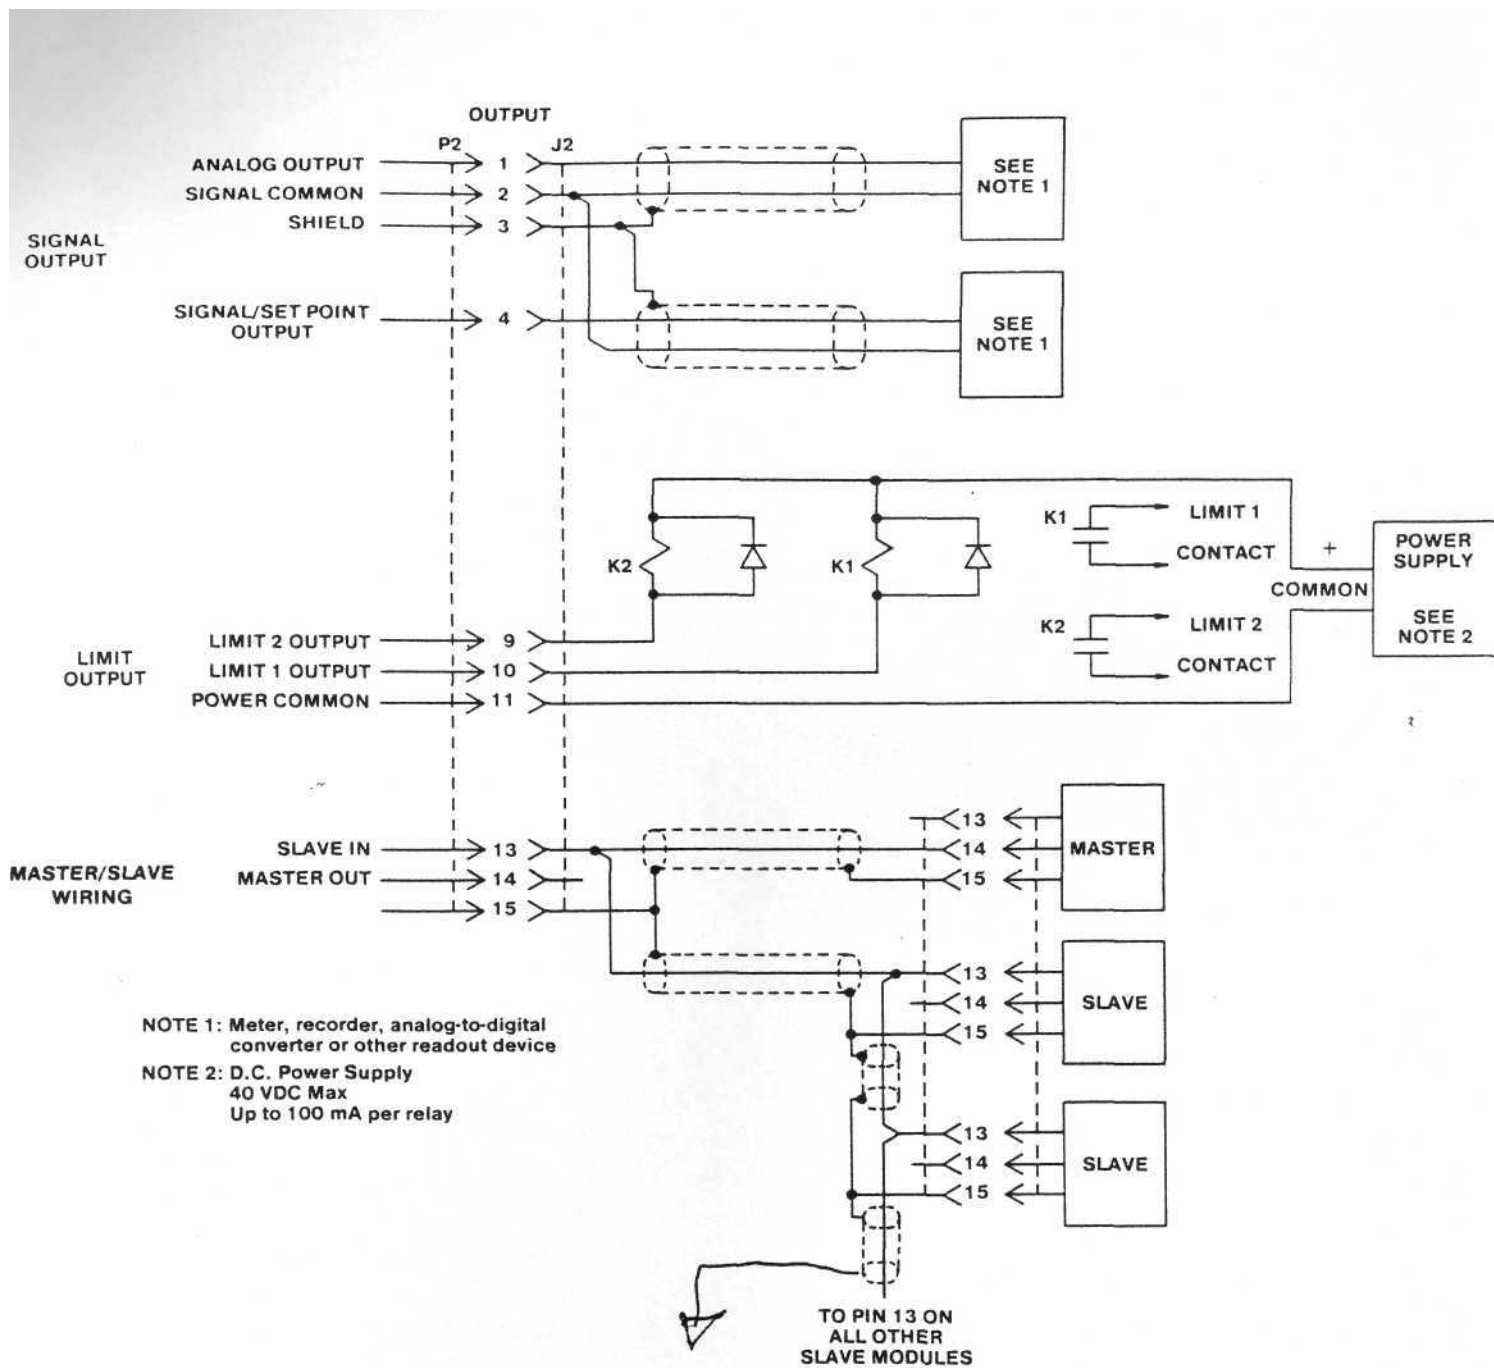 OUTPUT
P2
J2
ANALOG OUTPUT
1
SIGNAL COMMON
2
SHIELD
3
SEE
NOTE 1
SIGNAL
OUTPUT
SIGNAL/SET POINT
OUTPUT
4
SEE
NOTE 1
K2
K1
K1
LIMIT 1
CONTACT
K2
LIMIT 2
CONTACT
+
COMMON
POWER
SUPPLY
SEE
NOTE 2
LIMIT
OUTPUT
LIMIT 2 OUTPUT
9
LIMIT 1 OUTPUT
10
POWER COMMON
11
MASTER/SLAVE
WIRING
SLAVE IN
13
MASTER OUT
14
15
13
14
15
MASTER
13
14
15
SLAVE
13
14
15
SLAVE
NOTE 1: Meter, recorder, analog-to-digital
converter or other readout device
NOTE 2: D.C. Power Supply
40 VDC Max
Up to 100 mA per relay
TO PIN 13 ON
ALL OTHER
SLAVE MODULES